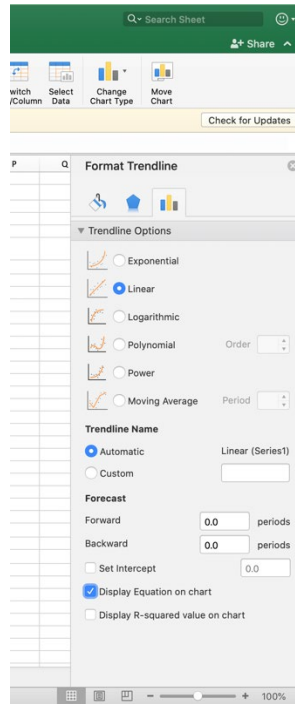 Search Sheet
Share
witch
/Column
Select
Data
Change
Chart Type
Move
Chart
Check for Updates
P Q
Format Trendline
Trendline Options
Exponential
Linear
Logarithmic
Polynomial Order
Power
Moving Average Period
Trendline Name
Automatic Linear (Series1)
Custom
Forecast
Forward 0.0 periods
Backward 0.0 periods
Set Intercept 0.0
Display Equation on chart
Display R-squared value on chart
100%